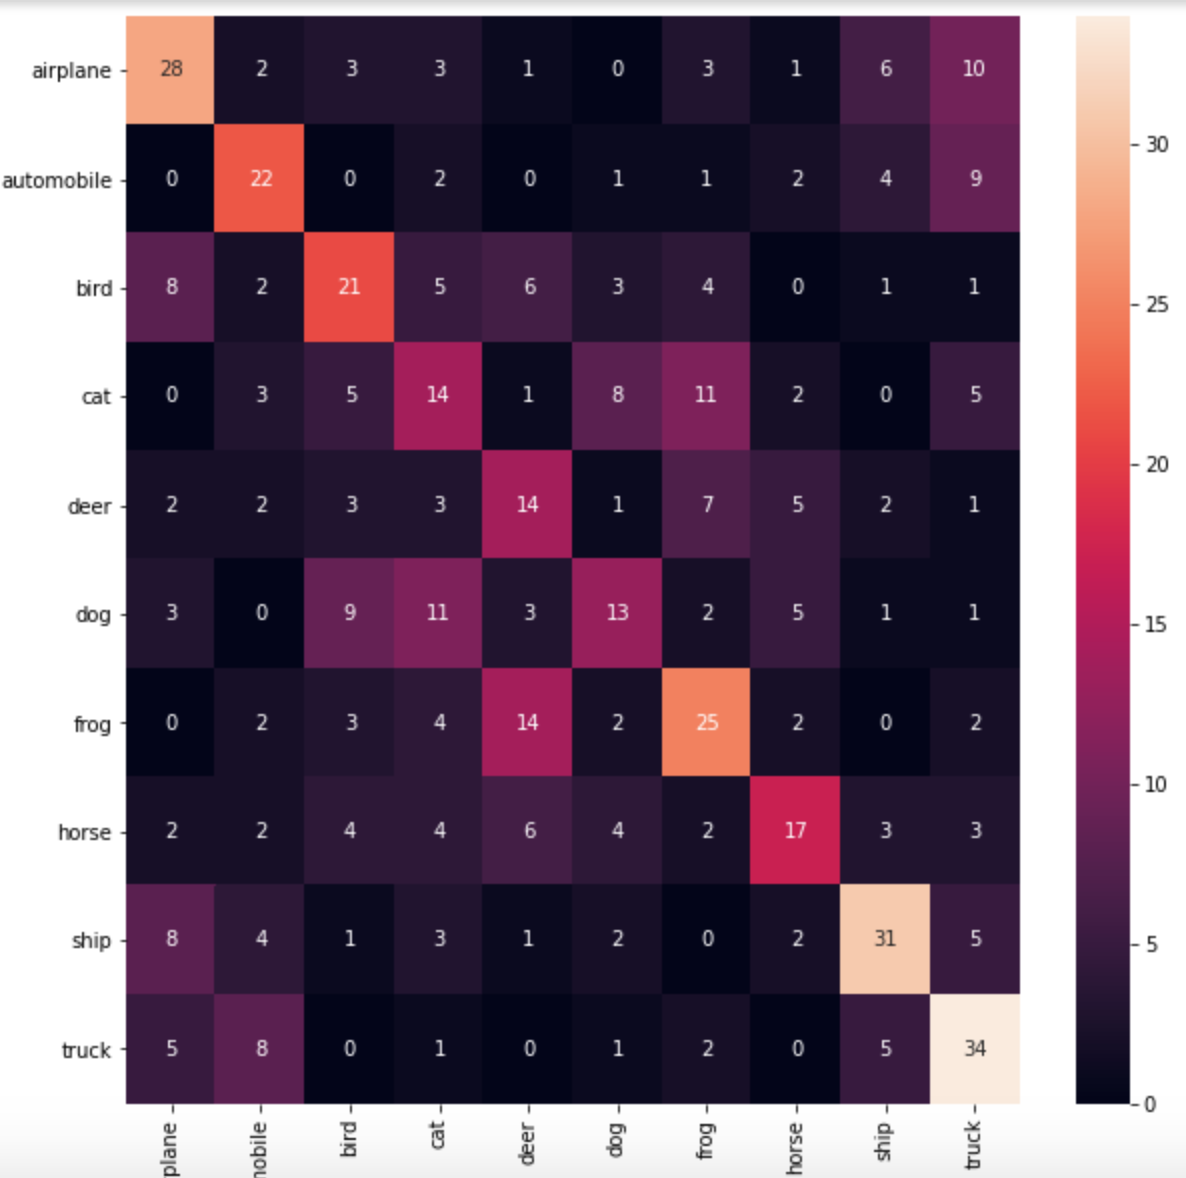 airplane 28 2 3 3 1 0 3 1 6 10
automobile 0 22 0 2 0 1 1 2 4 9
bird 8 2 21 5 6 3 4 0 1 1
cat 0 3 5 14 1 8 11 2 0 5
deer 2 2 3 3 14 1 7 5 2 1
dog 3 0 9 11 3 13 2 5 1 1
frog 0 2 3 4 14 2 25 2 0 2
horse 2 2 4 4 6 4 2 17 3 3
ship 8 4 1 3 1 2 0 2 31 5
truck 5 8 0 1 0 1 2 0 5 34
plane mobile bird cat deer dog frog horse ship truck
30
25
20
15
10
5
0